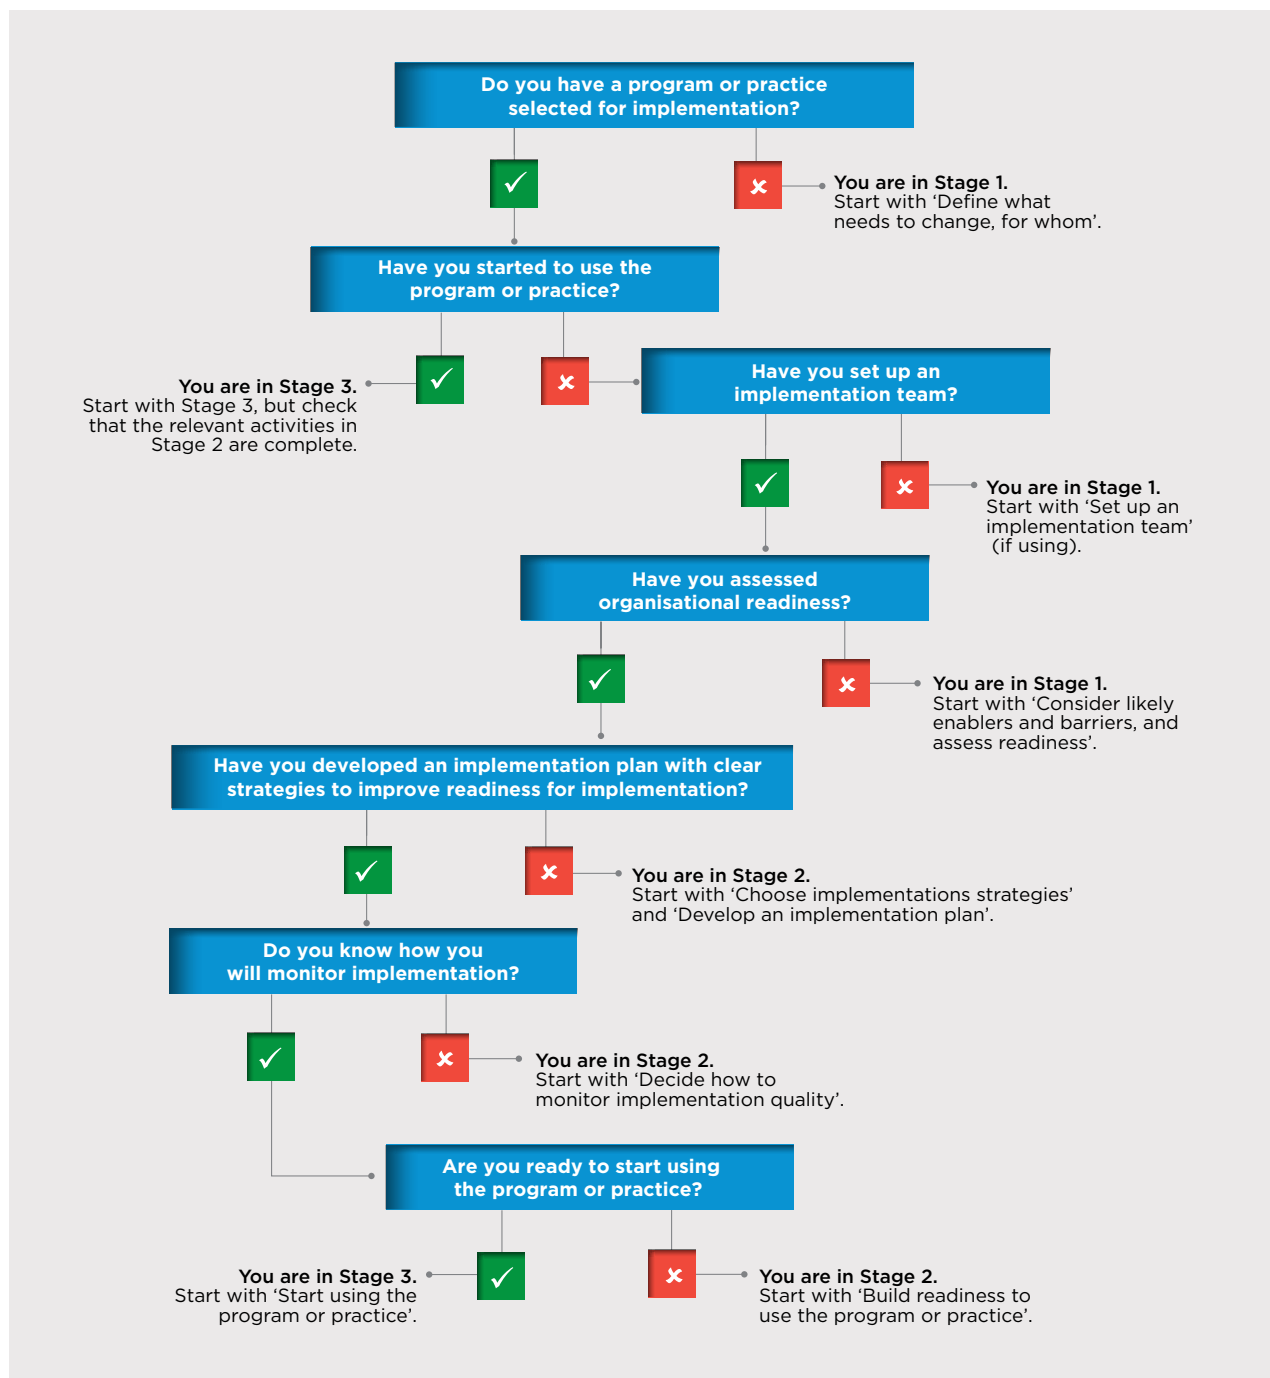 Do you have a program or practice
selected for implementation?
You are in Stage 1.
Start with ‘Define what
needs to change, for whom’.
Have you started to use the
program or practice?
You are in Stage 3.
Start with Stage 3, but check
that the relevant activities in
Stage 2 are complete.
Have you set up an
implementation team?
You are in Stage 1.
Start with ‘Set up an
implementation team’
(if using).
Have you assessed
organisational readiness?
You are in Stage 1.
Start with ‘Consider likely
enablers and barriers, and
assess readiness’.
Have you developed an implementation plan with clear
strategies to improve readiness for implementation?
You are in Stage 2.
Start with ‘Choose implementations strategies’
and ‘Develop an implementation plan’.
Do you know how you
will monitor implementation?
You are in Stage 2.
Start with ‘Decide how to
monitor implementation quality’.
Are you ready to start using
the program or practice?
You are in Stage 3.
Start with ‘Start using the
program or practice’.
You are in Stage 2.
Start with ‘Build readiness to
use the program or practice’.